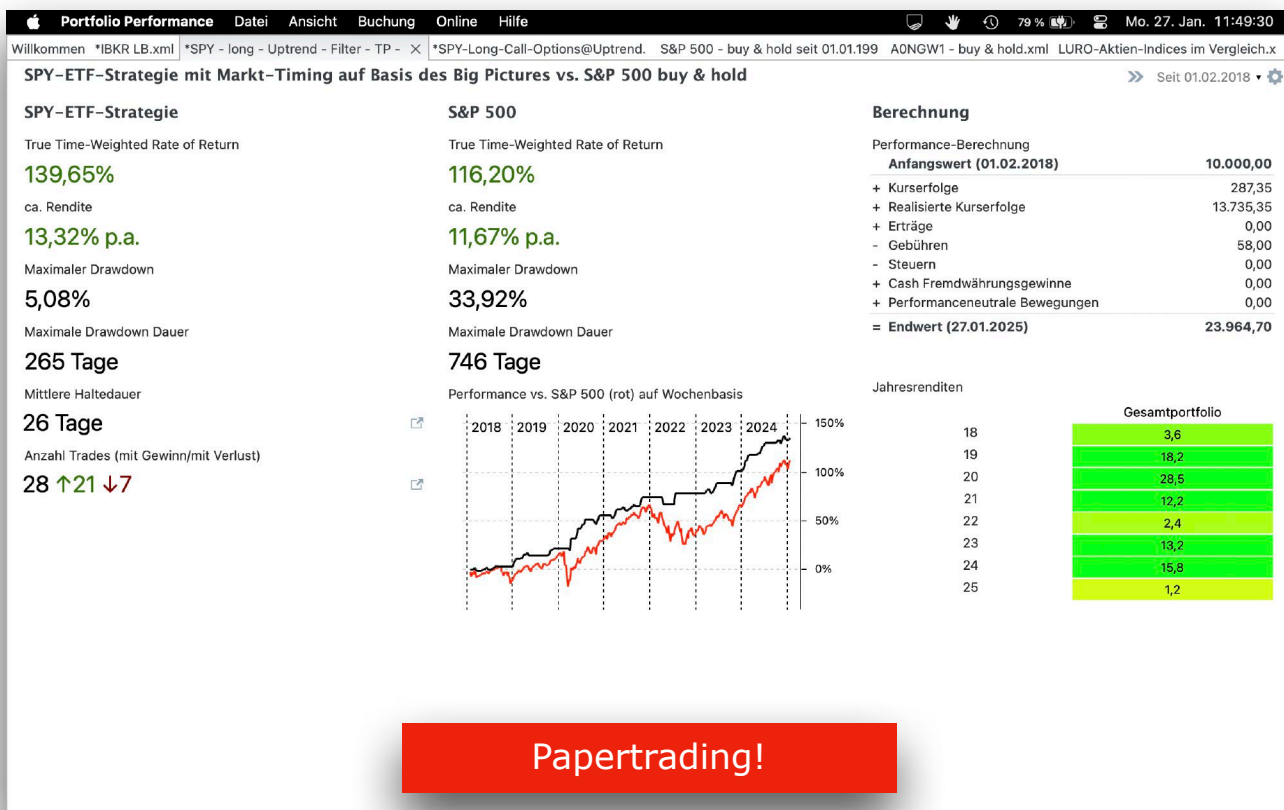 Portfolio Performance Datei Ansicht Buchung Online Hilfe 79 % Mo. 27. Jan. 11:49:30
Willkommen *IBKR LB.xml *SPY - long - Uptrend - Filter - TP - *SPY-Long-Call-Options@Uptrend. S&P 500 - buy & hold seit 01.01.199 A0NGW1 - buy & hold.xml LURO-Aktien-Indices im Vergleich.x
SPY-ETF-Strategie mit Markt-Timing auf Basis des Big Pictures vs. S&P 500 buy & hold
Seit 01.02.2018
SPY-ETF-Strategie
True Time-Weighted Rate of Return
139,65%
ca. Rendite
13,32% p.a.
Maximaler Drawdown
5,08%
Maximale Drawdown Dauer
265 Tage
Mittlere Haltedauer
26 Tage
Anzahl Trades (mit Gewinn/mit Verlust)
28 ↑21 ↓7
S&P 500
True Time-Weighted Rate of Return
116,20%
ca. Rendite
11,67% p.a.
Maximaler Drawdown
33,92%
Maximale Drawdown Dauer
746 Tage
Performance vs. S&P 500 (rot) auf Wochenbasis
2018 2019 2020 2021 2022 2023 2024
150%
100%
50%
0%
Berechnung
Performance-Berechnung
Anfangswert (01.02.2018) 10.000,00
+ Kurserfolge 287,35
+ Realisierte Kurserfolge 13.735,35
+ Erträge 0,00
- Gebühren 58,00
- Steuern 0,00
+ Cash Fremdwährungsgewinne 0,00
+ Performanceneutrale Bewegungen 0,00
= Endwert (27.01.2025) 23.964,70
Jahresrenditen
Gesamtportfolio
18 3,6
19 18,2
20 28,5
21 12,2
22 2,4
23 13,2
24 15,8
25 1,2
Papertrading!